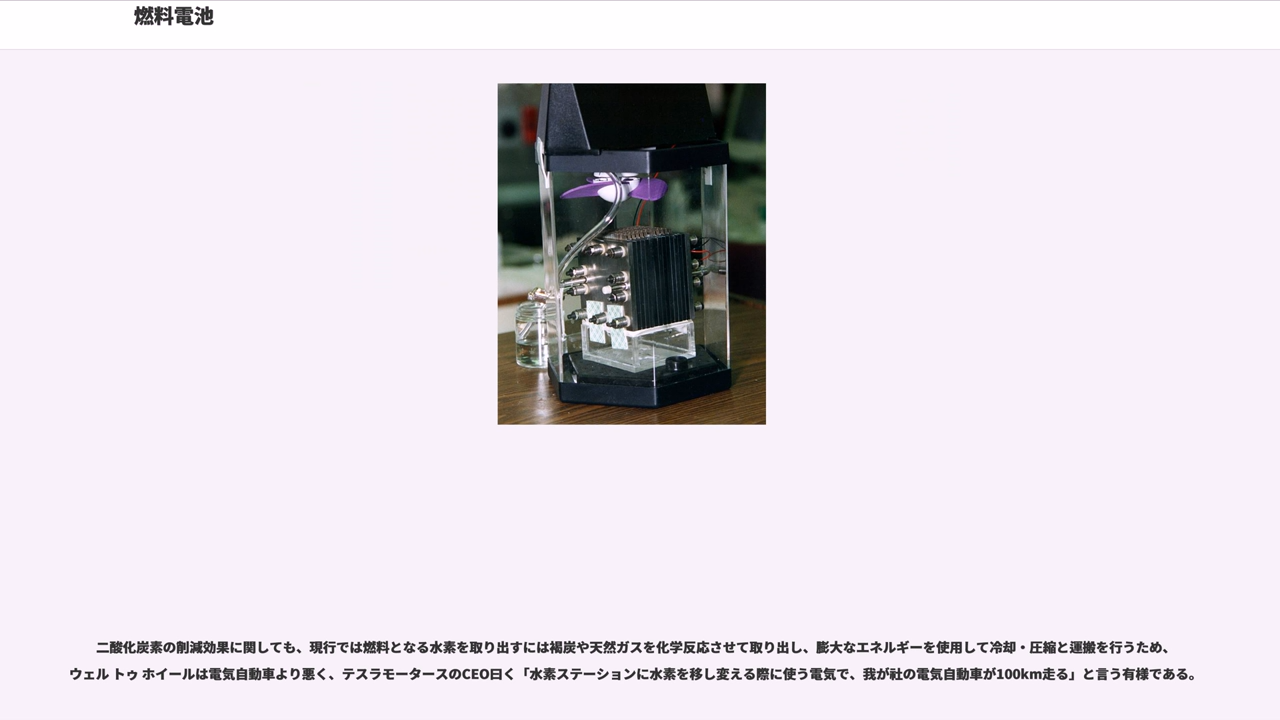 燃料電池
二酸化炭素の削減効果に関しても、現行では燃料となる水素を取り出すには褐炭や天然ガスを化学反応させて取り出し、膨大なエネルギーを使用して冷却・圧縮と運搬を行うため、
ウェル トゥ ホイールは電気自動車より悪く、テスラモータースのCEO曰く「水素ステーションに水素を移し変える際に使う電気で、我が社の電気自動車が100km走る」と言う有様である。